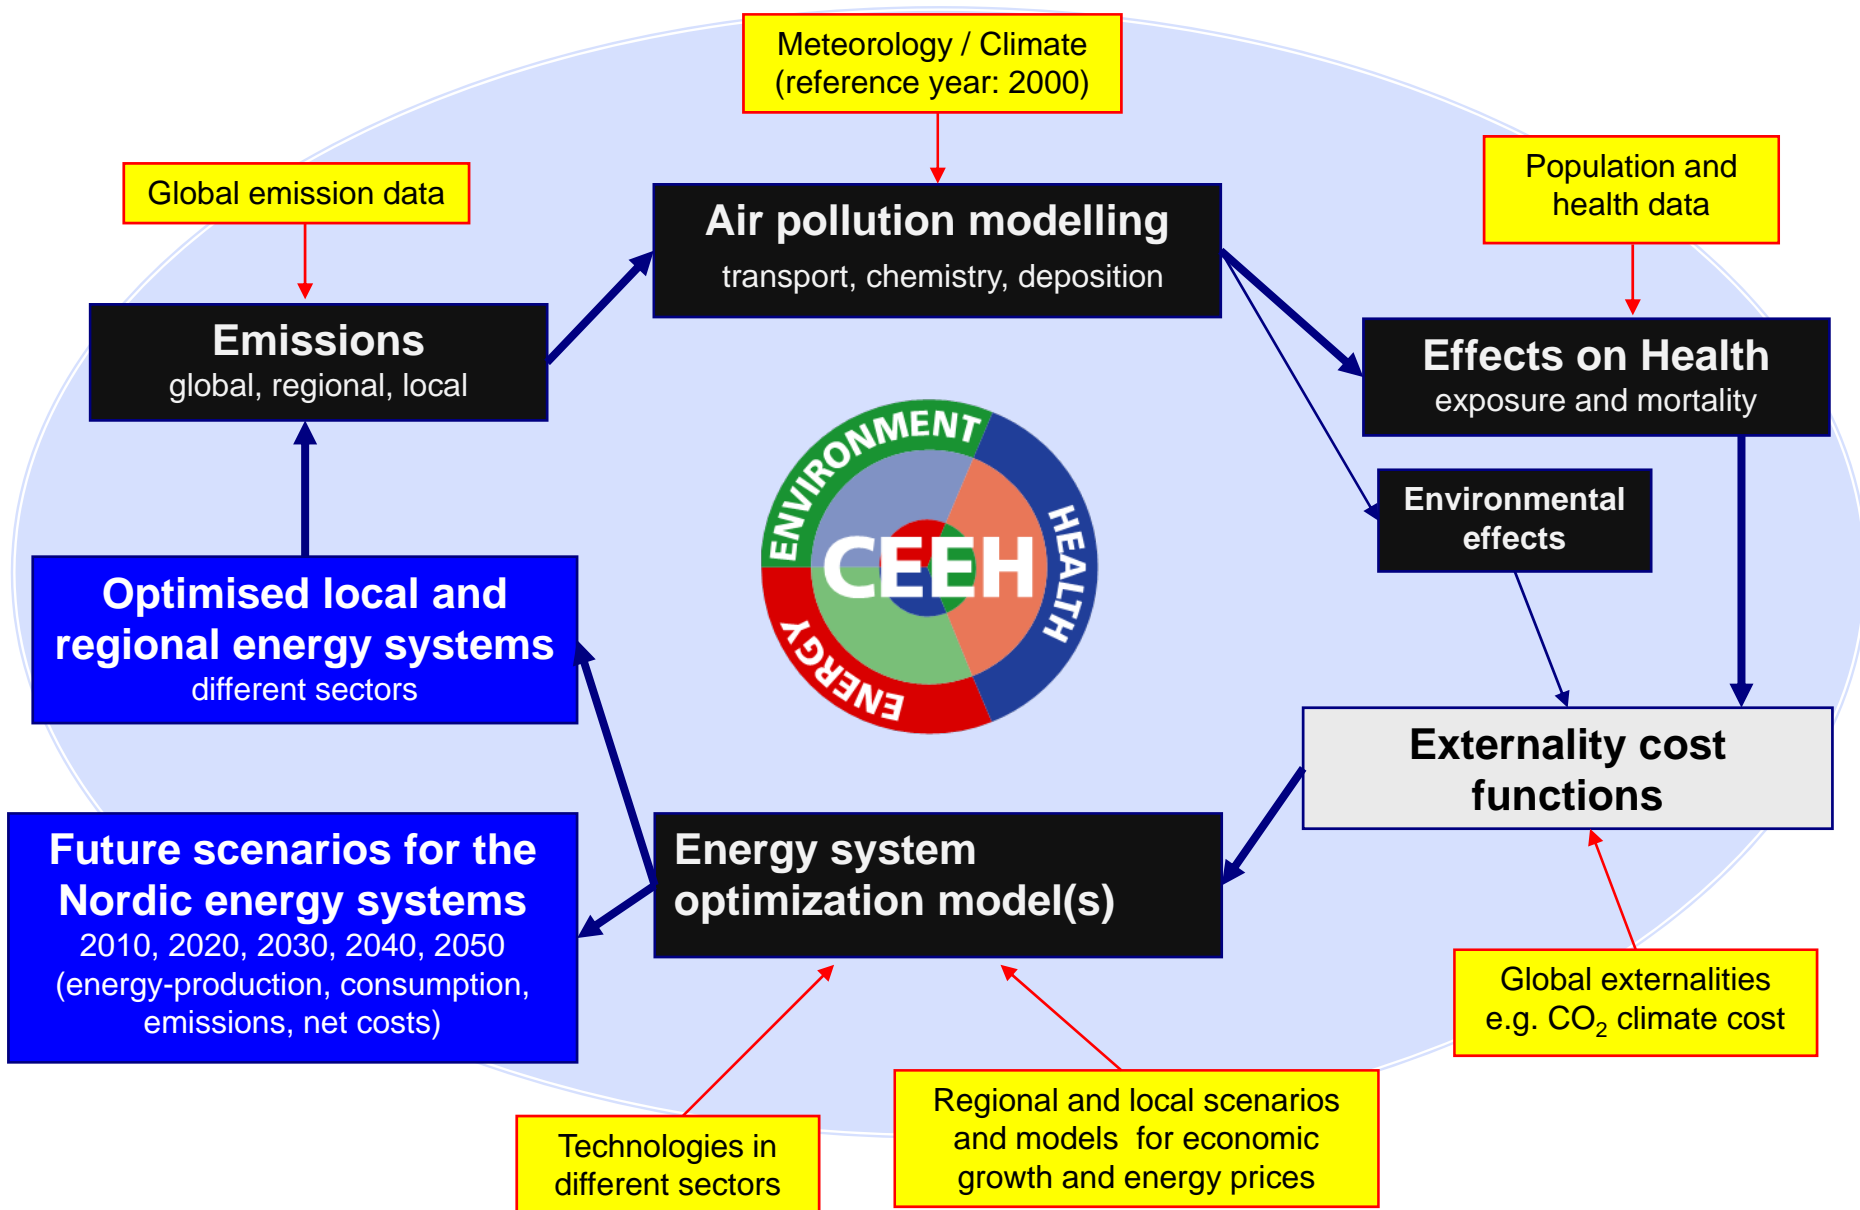 Meteorology / Climate
(reference year: 2000)
Global emission data
Population and
health data
Air pollution modelling
transport, chemistry, deposition
Emissions
global, regional, local
Effects on Health
exposure and mortality
ENVIRONMENT
HEALTH
ENERGY
CEEH
Environmental
effects
Optimised local and
regional energy systems
different sectors
Externality cost
functions
Future scenarios for the
Nordic energy systems
2010, 2020, 2030, 2040, 2050
(energy-production, consumption,
emissions, net costs)
Energy system
optimization model(s)
Global externalities
e.g. CO₂ climate cost
Technologies in
different sectors
Regional and local scenarios
and models  for economic
growth and energy prices